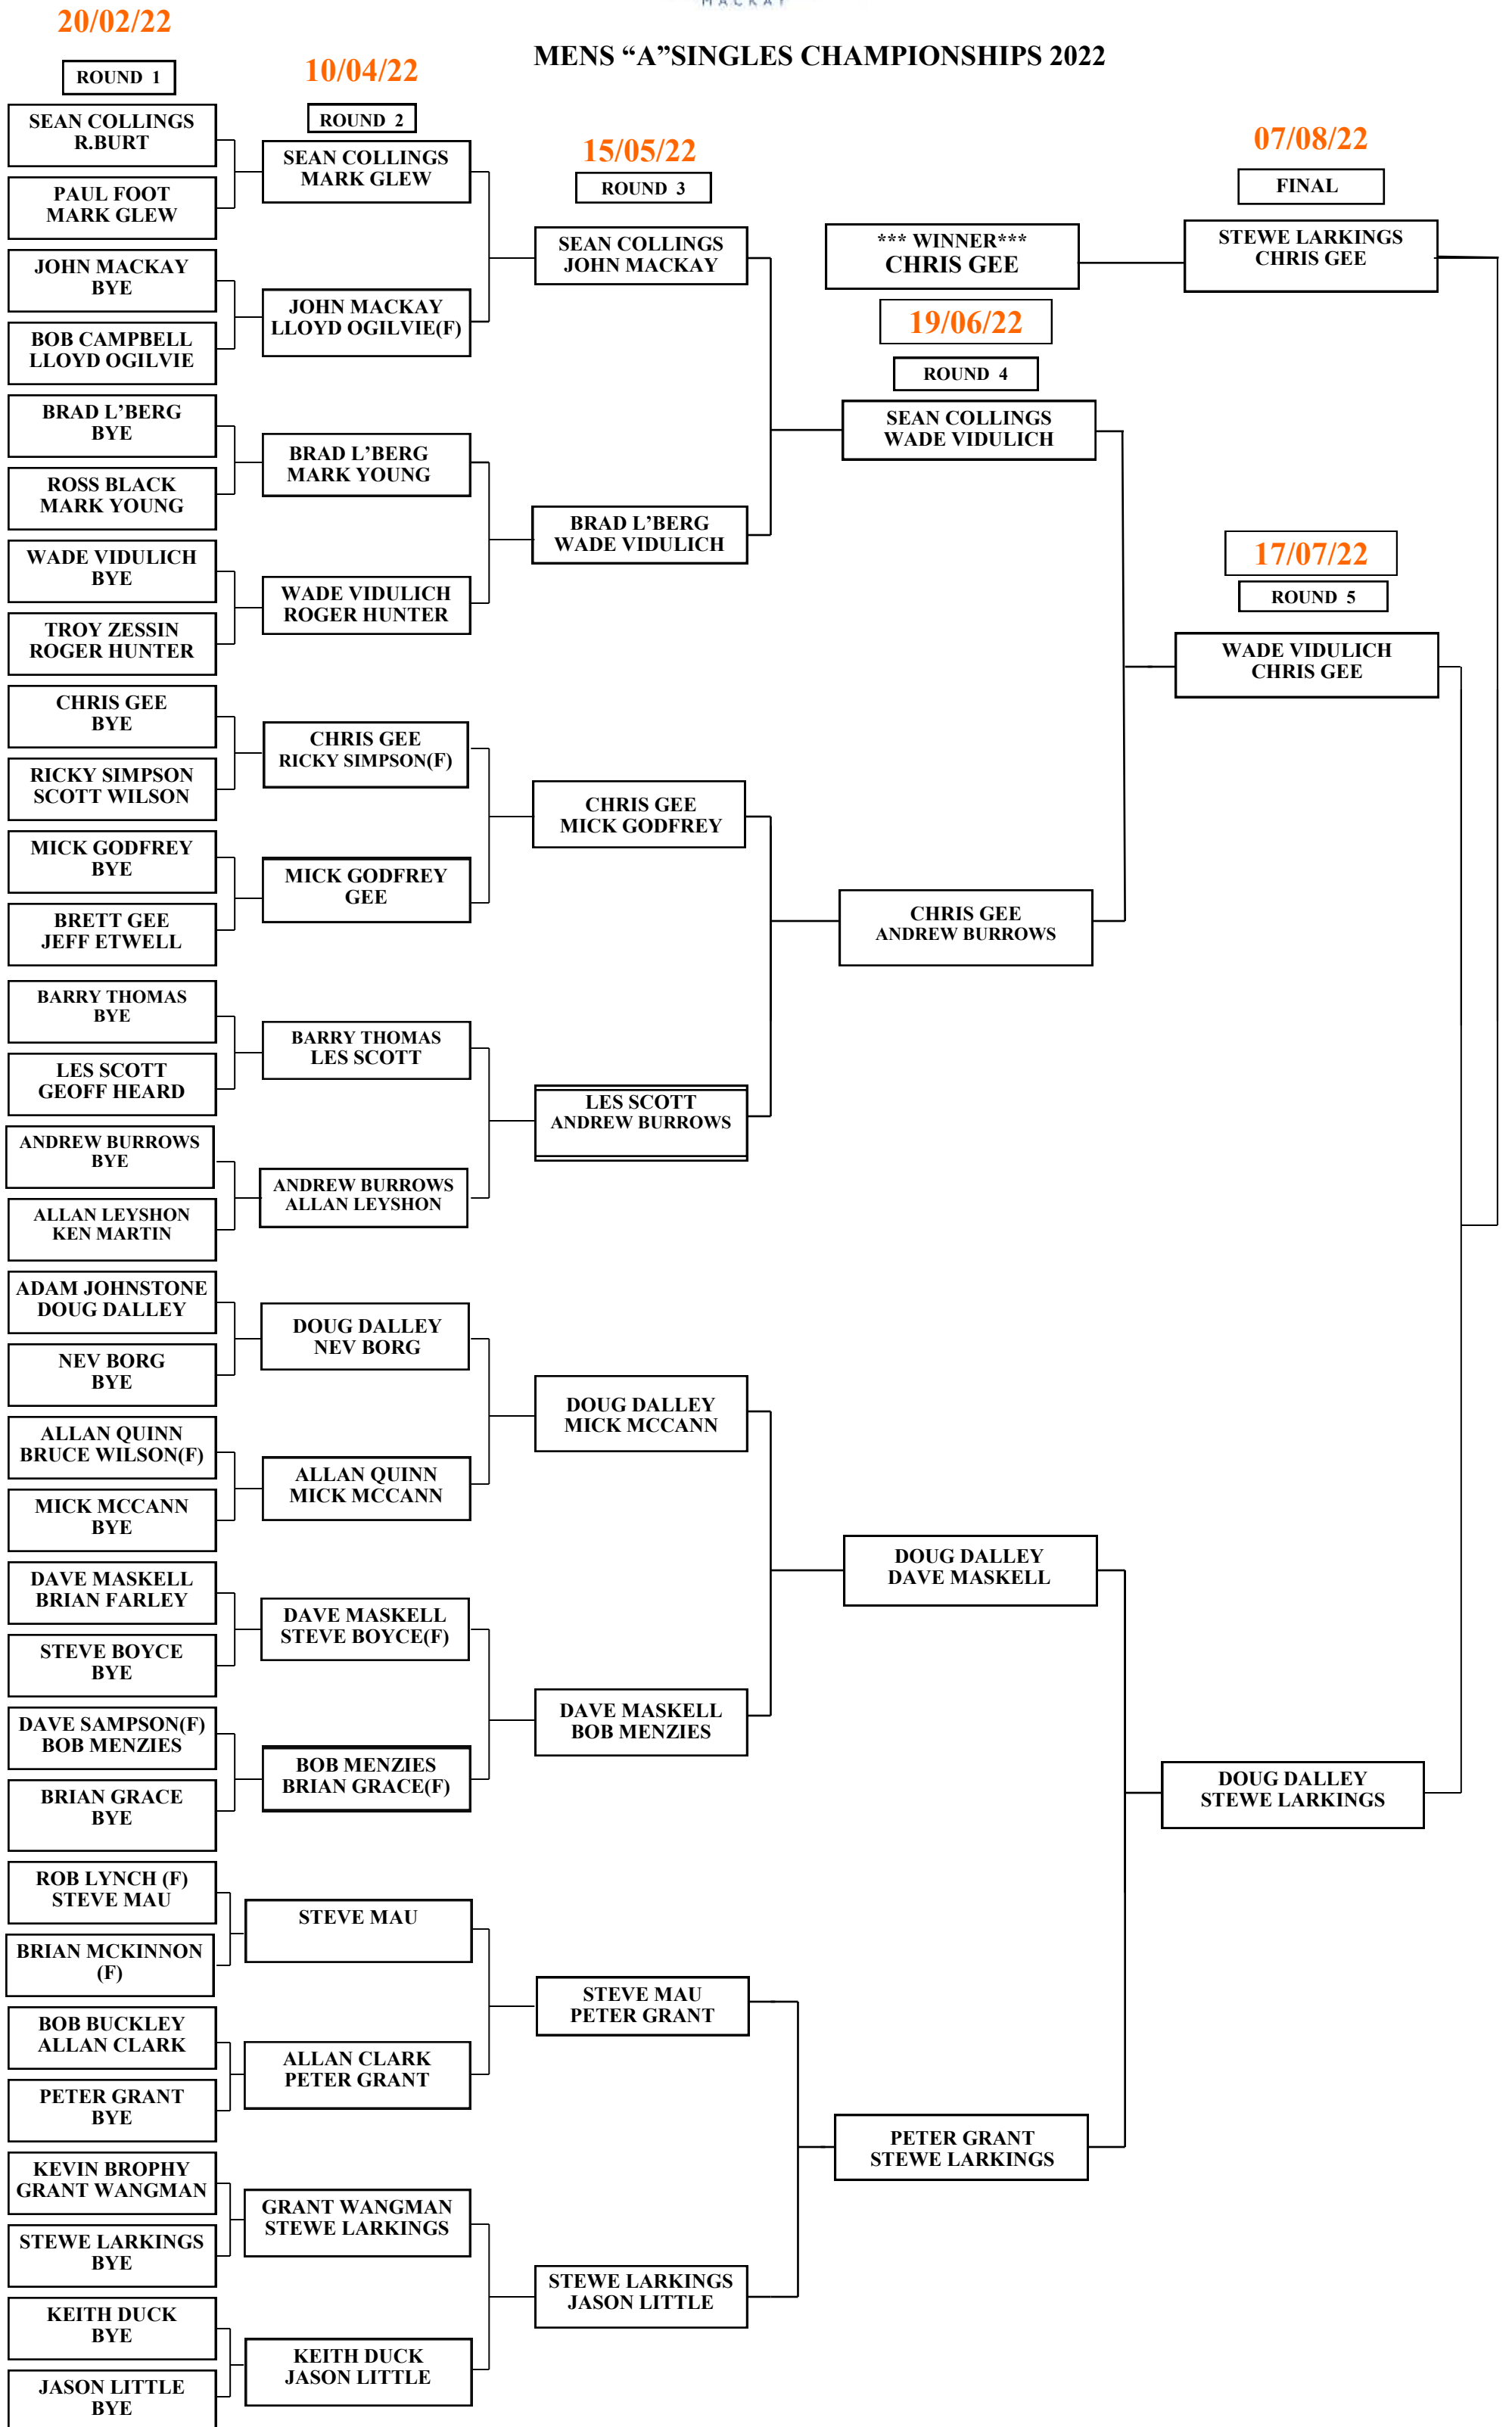 MACKAY
20/02/22
MENS “A”SINGLES CHAMPIONSHIPS 2022
ROUND 1
SEAN COLLINGS
R.BURT
PAUL FOOT
MARK GLEW
JOHN MACKAY
BYE
BOB CAMPBELL
LLOYD OGILVIE
BRAD L’BERG
BYE
ROSS BLACK
MARK YOUNG
WADE VIDULICH
BYE
TROY ZESSIN
ROGER HUNTER
CHRIS GEE
BYE
RICKY SIMPSON
SCOTT WILSON
MICK GODFREY
BYE
BRETT GEE
JEFF ETWELL
BARRY THOMAS
BYE
LES SCOTT
GEOFF HEARD
ANDREW BURROWS
BYE
ALLAN LEYSHON
KEN MARTIN
ADAM JOHNSTONE
DOUG DALLEY
NEV BORG
BYE
ALLAN QUINN
BRUCE WILSON(F)
MICK MCCANN
BYE
DAVE MASKELL
BRIAN FARLEY
STEVE BOYCE
BYE
DAVE SAMPSON(F)
BOB MENZIES
BRIAN GRACE
BYE
ROB LYNCH (F)
STEVE MAU
BRIAN MCKINNON
(F)
BOB BUCKLEY
ALLAN CLARK
PETER GRANT
BYE
KEVIN BROPHY
GRANT WANGMAN
STEWE LARKINGS
BYE
KEITH DUCK
BYE
JASON LITTLE
BYE
10/04/22
ROUND 2
SEAN COLLINGS
MARK GLEW
JOHN MACKAY
LLOYD OGILVIE(F)
BRAD L’BERG
MARK YOUNG
WADE VIDULICH
ROGER HUNTER
CHRIS GEE
RICKY SIMPSON(F)
MICK GODFREY
GEE
BARRY THOMAS
LES SCOTT
ANDREW BURROWS
ALLAN LEYSHON
DOUG DALLEY
NEV BORG
ALLAN QUINN
MICK MCCANN
DAVE MASKELL
STEVE BOYCE(F)
BOB MENZIES
BRIAN GRACE(F)
STEVE MAU
ALLAN CLARK
PETER GRANT
GRANT WANGMAN
STEWE LARKINGS
KEITH DUCK
JASON LITTLE
15/05/22
ROUND 3
SEAN COLLINGS
JOHN MACKAY
BRAD L’BERG
WADE VIDULICH
CHRIS GEE
MICK GODFREY
LES SCOTT
ANDREW BURROWS
DOUG DALLEY
MICK MCCANN
DAVE MASKELL
BOB MENZIES
STEVE MAU
PETER GRANT
STEWE LARKINGS
JASON LITTLE
*** WINNER***
CHRIS GEE
19/06/22
ROUND 4
SEAN COLLINGS
WADE VIDULICH
CHRIS GEE
ANDREW BURROWS
DOUG DALLEY
DAVE MASKELL
PETER GRANT
STEWE LARKINGS
07/08/22
FINAL
STEWE LARKINGS
CHRIS GEE
17/07/22
ROUND 5
WADE VIDULICH
CHRIS GEE
DOUG DALLEY
STEWE LARKINGS